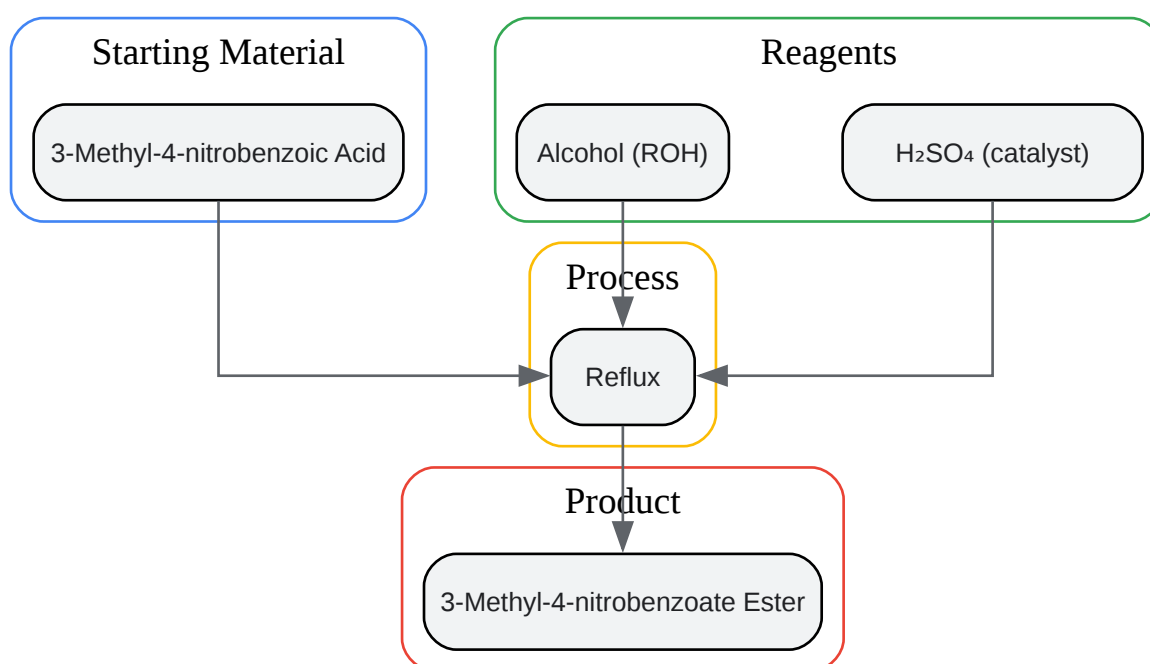 Starting Material
Reagents
3-Methyl-4-nitrobenzoic Acid
Alcohol (ROH)
H₂SO₄ (catalyst)
Process
Reflux
Product
3-Methyl-4-nitrobenzoate Ester